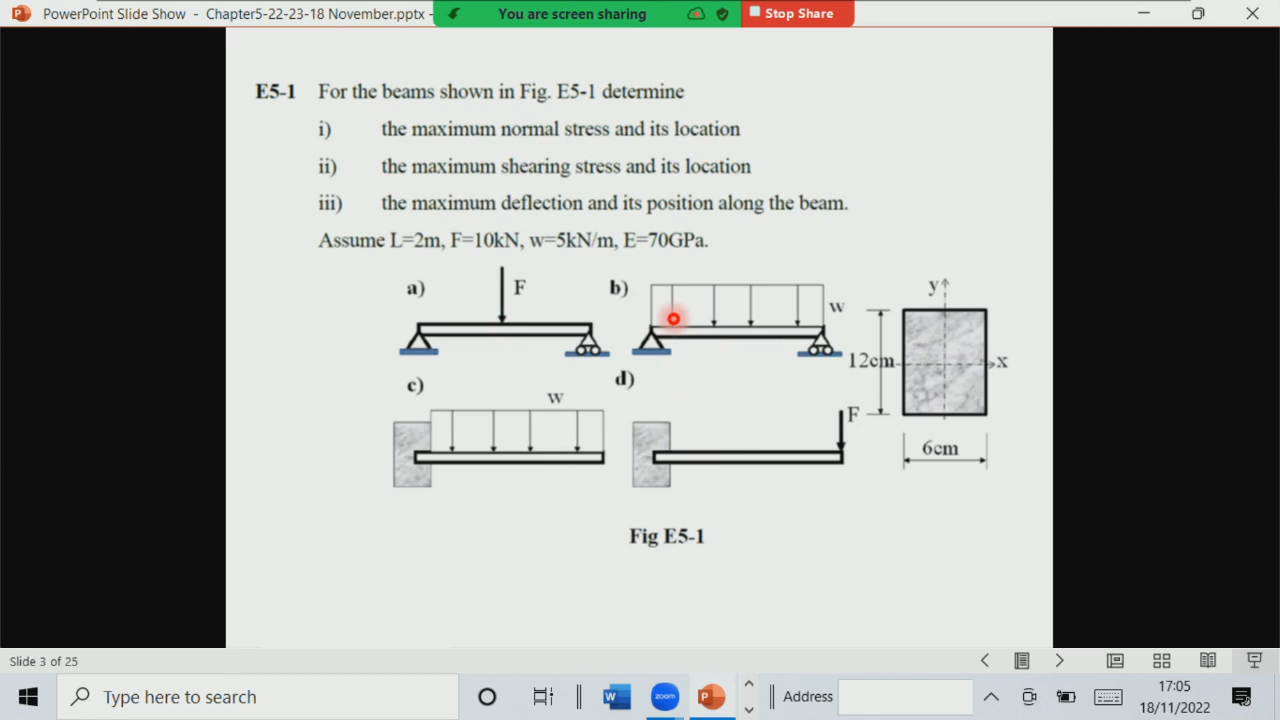 PowerPoint Slide Show - Chapter5-22-23-18 November.pptx -
You are screen sharing
Stop Share
E5-1 For the beams shown in Fig. E5-1 determine
i) the maximum normal stress and its location
ii) the maximum shearing stress and its location
iii) the maximum deflection and its position along the beam.
Assume L=2m, F=10kN, w=5kN/m, E=70GPa.
a) F b) w y
12cm x
c) w d) F
6cm
Fig E5-1
Slide 3 of 25
Type here to search
W
zoom
P
Address
17:05
18/11/2022